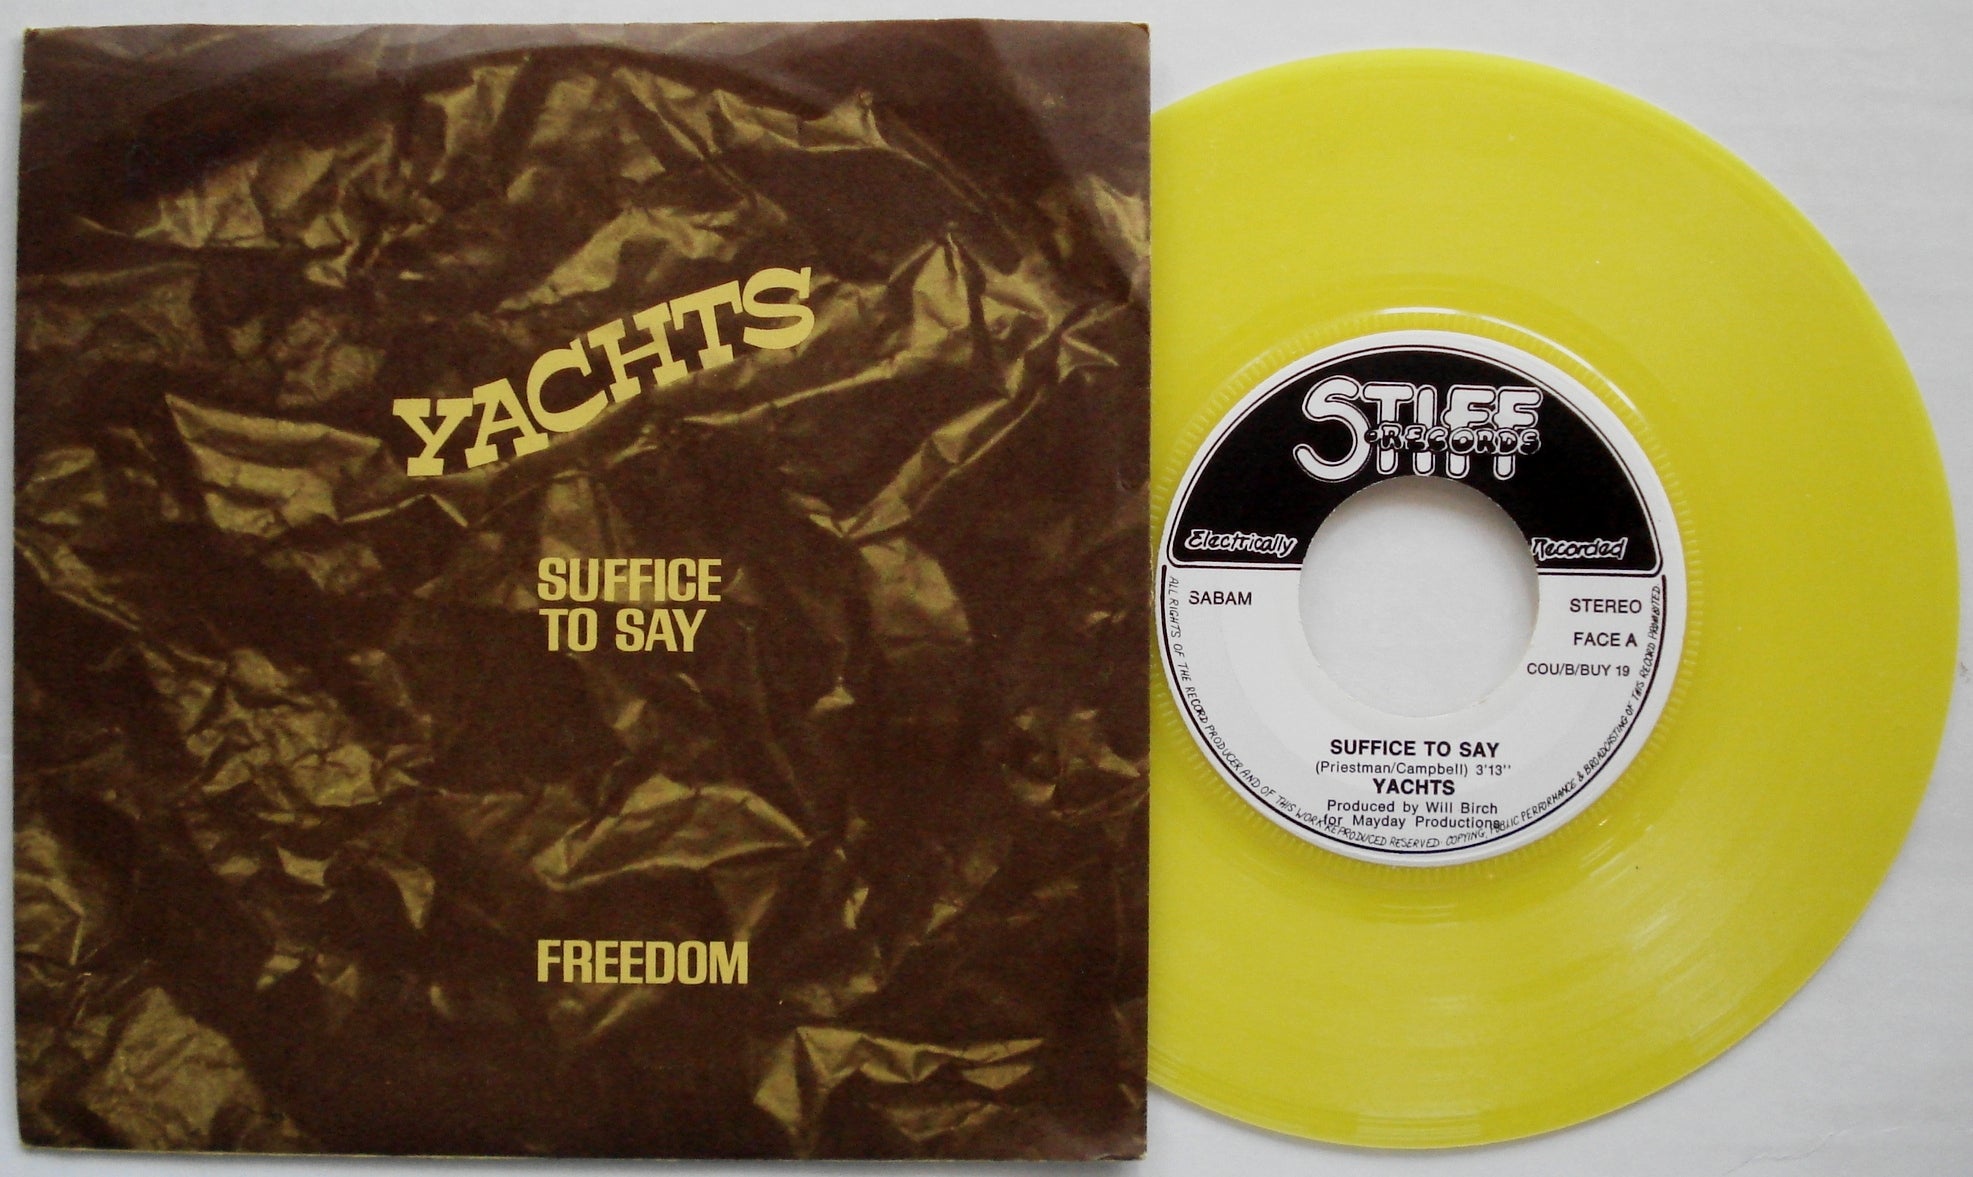 YACHTS
SUFFICE
TO SAY
FREEDOM
STIFF
RECORDS
Electrically Recorded
SABAM
STEREO
FACE A
COU/B/BUY 19
SUFFICE TO SAY
(Priestman/Campbell) 3'13''
YACHTS
Produced by Will Birch
for Mayday Productions
ALL RIGHTS OF THE RECORD PRODUCER AND OF THIS WORK REPRODUCED RESERVED. COPYING, PUBLIC PERFORMANCE & BROADCASTING OF THIS RECORD PROHIBITED